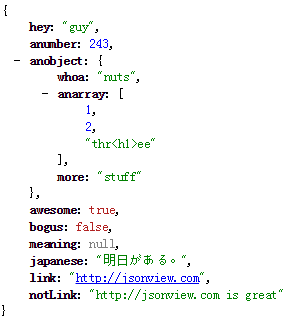 {
hey: "guy",
anumber: 243,
- anobject: {
whoa: "nuts",
- anarray: [
1,
2,
"thr<h1>ee"
],
more: "stuff"
},
awesome: true,
bogus: false,
meaning: null,
japanese: "明日がある。",
link: "http://jsonview.com",
notLink: "http://jsonview.com is great"
}